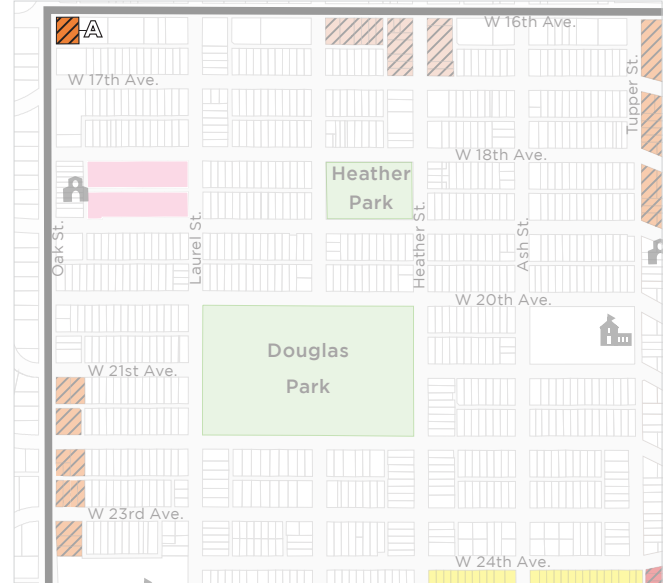 W 16th Ave.
A
W 17th Ave.
Tupper St.
W 18th Ave.
Heather
Park
Oak St.
Laurel St.
Heather St.
Ash St.
W 20th Ave.
Douglas
Park
W 21st Ave.
W 23rd Ave.
W 24th Ave.